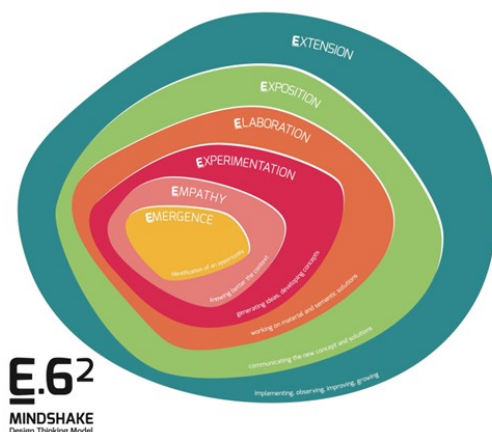 EXTENSION
EXPOSITION
ELABORATION
EXPERIMENTATION
EMPATHY
EMERGENCE
identification of an opportunity
knowing better the context
generating ideas, developing concepts
working on material and semantic solutions
communicating the new concept and solutions
implementing, observing, improving, growing
E.6²
MINDSHAKE
Design Thinking Model